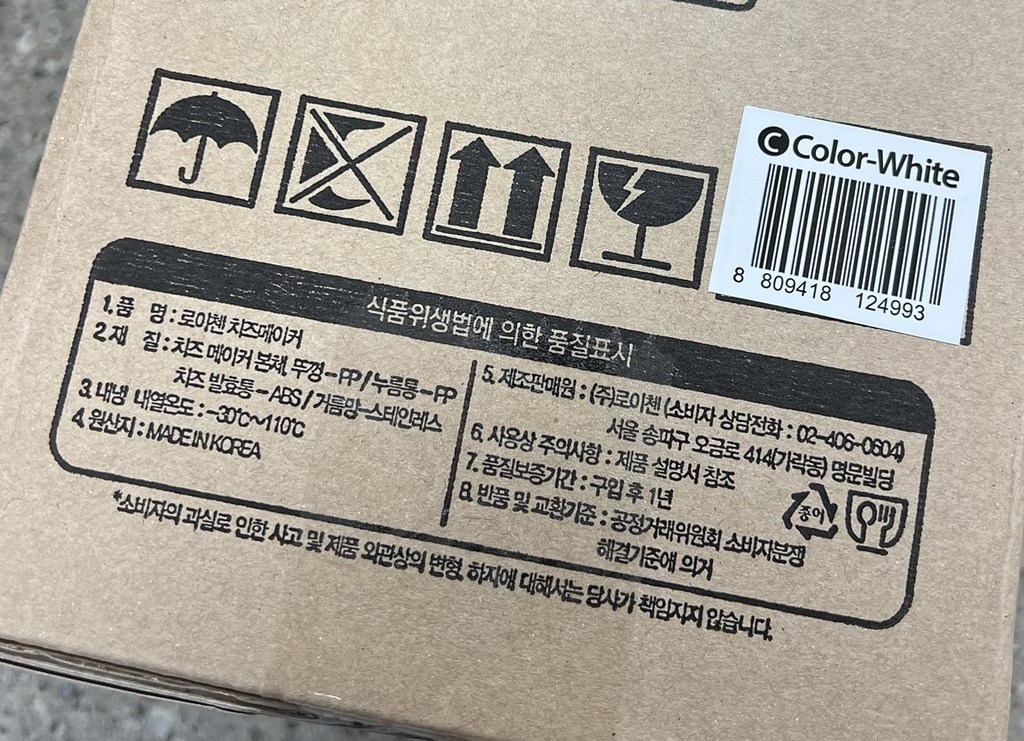 C Color-White
8 809418 124993
식품위생법에 의한 품질표시
1. 품 명 : 로이첸 치즈메이커
2. 재 질 : 치즈 메이커 본체, 뚜껑-PP / 누름통-PP
치즈 발효통-ABS / 거름망-스테인레스
3. 내냉 내열온도 : -30℃~110℃
4. 원산지 : MADE IN KOREA
5. 제조판매원 : (주)로이첸 (소비자 상담전화 : 02-406-0604)
서울 송파구 오금로 414(가락동) 명문빌딩
6. 사용상 주의사항 : 제품 설명서 참조
7. 품질보증기간 : 구입 후 1년
8. 반품 및 교환기준 : 공정거래위원회 소비자분쟁
해결기준에 의거
종이
*소비자의 과실로 인한 사고 및 제품 외관상의 변형, 하자에 대해서는 당사가 책임지지 않습니다.